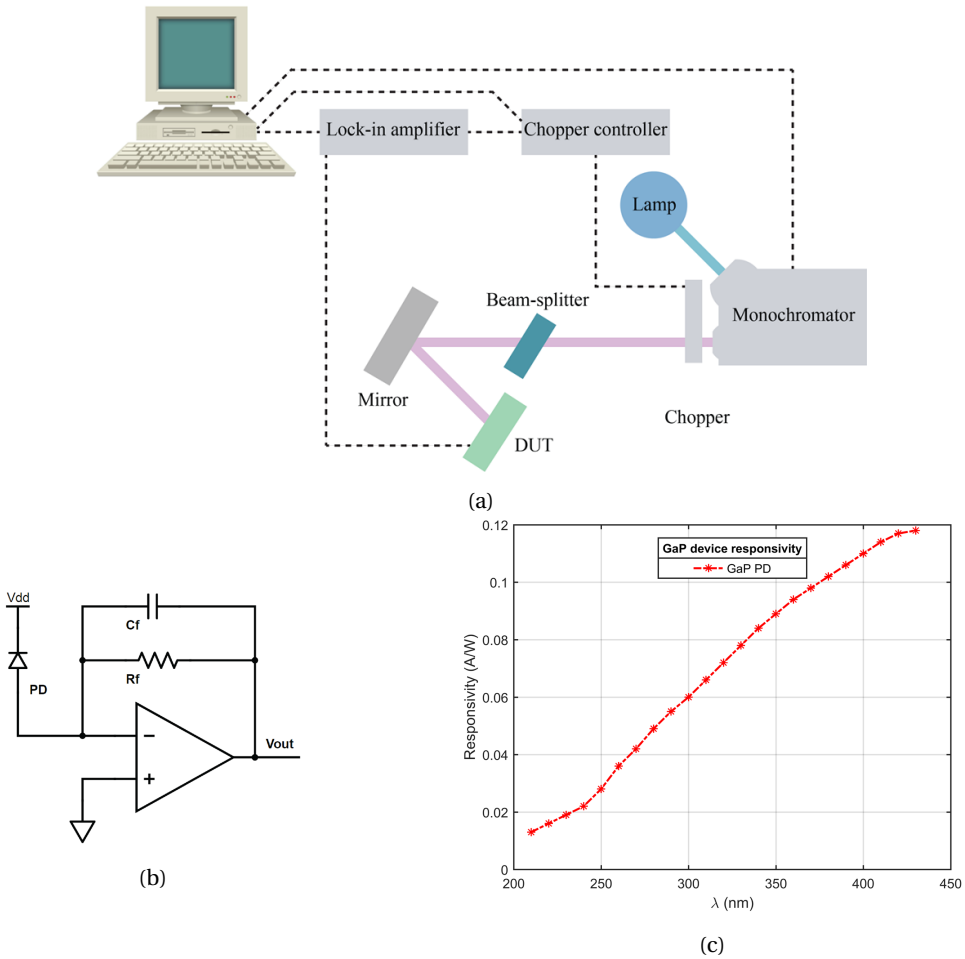 Lock-in amplifier
Chopper controller
Lamp
Beam-splitter
Monochromator
Mirror
Chopper
DUT
(a)
Vdd
Cf
Rf
PD
−
+
Vout
(b)
0.12
0.1
0.08
0.06
0.04
0.02
0
Responsivity (A/W)
GaP device responsivity
GaP PD
200
250
300
350
400
450
λ (nm)
(c)